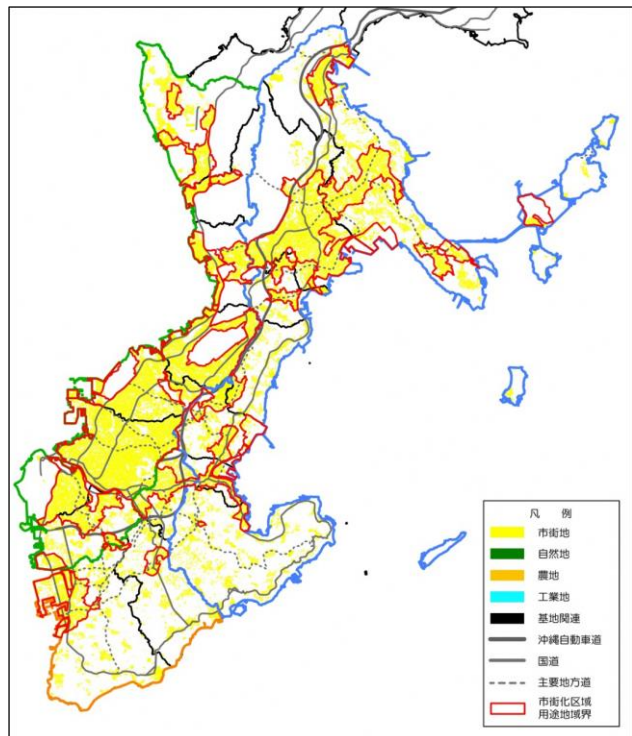 凡 例
市街地
自然地
農地
工業地
基地関連
沖縄自動車道
国道
主要地方道
市街化区域
用途地域界